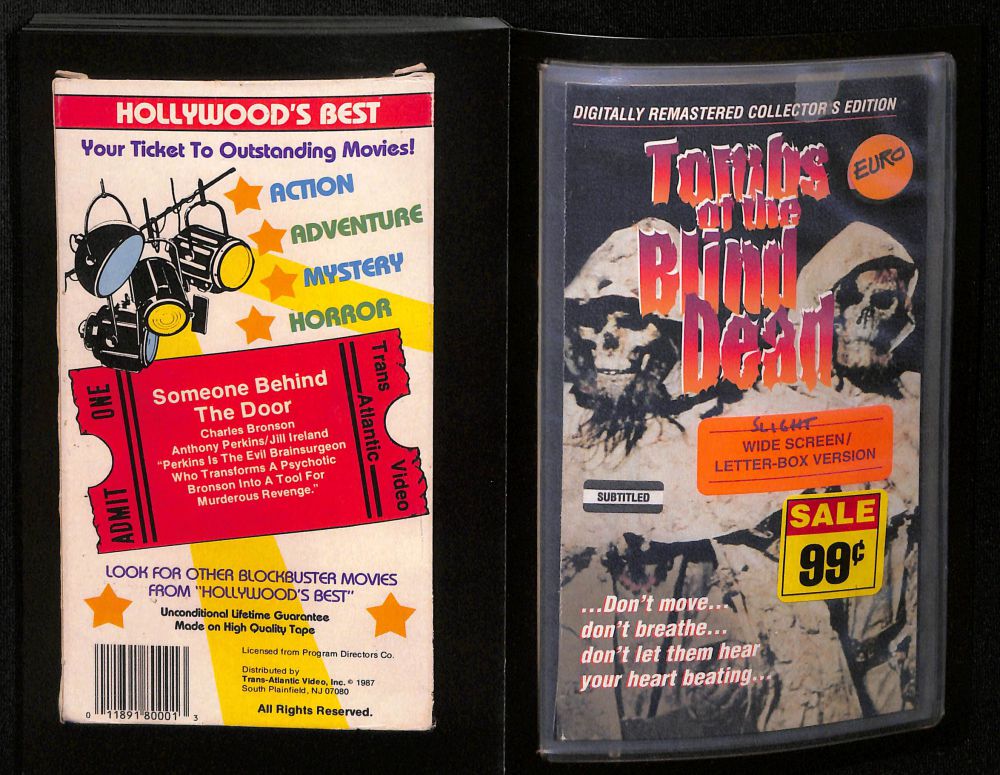 HOLLYWOOD'S BEST
Your Ticket To Outstanding Movies!
ACTION
ADVENTURE
MYSTERY
HORROR
ADMIT ONE
Someone Behind
The Door
Charles Bronson
Anthony Perkins/Jill Ireland
"Perkins Is The Evil Brainsurgeon
Who Transforms A Psychotic
Bronson Into A Tool For
Murderous Revenge."
Trans-Atlantic Video
LOOK FOR OTHER BLOCKBUSTER MOVIES
FROM "HOLLYWOOD'S BEST"
Unconditional Lifetime Guarantee
Made on High Quality Tape
Licensed from Program Directors Co.
Distributed by
Trans-Atlantic Video, Inc. © 1987
South Plainfield, NJ 07080
All Rights Reserved.
0 11891 80001 3
DIGITALLY REMASTERED COLLECTOR'S EDITION
Tombs
of the
Blind
Dead
EURO
SLIGHT
WIDE SCREEN/
LETTER-BOX VERSION
SUBTITLED
SALE
99¢
...Don't move...
don't breathe...
don't let them hear
your heart beating...